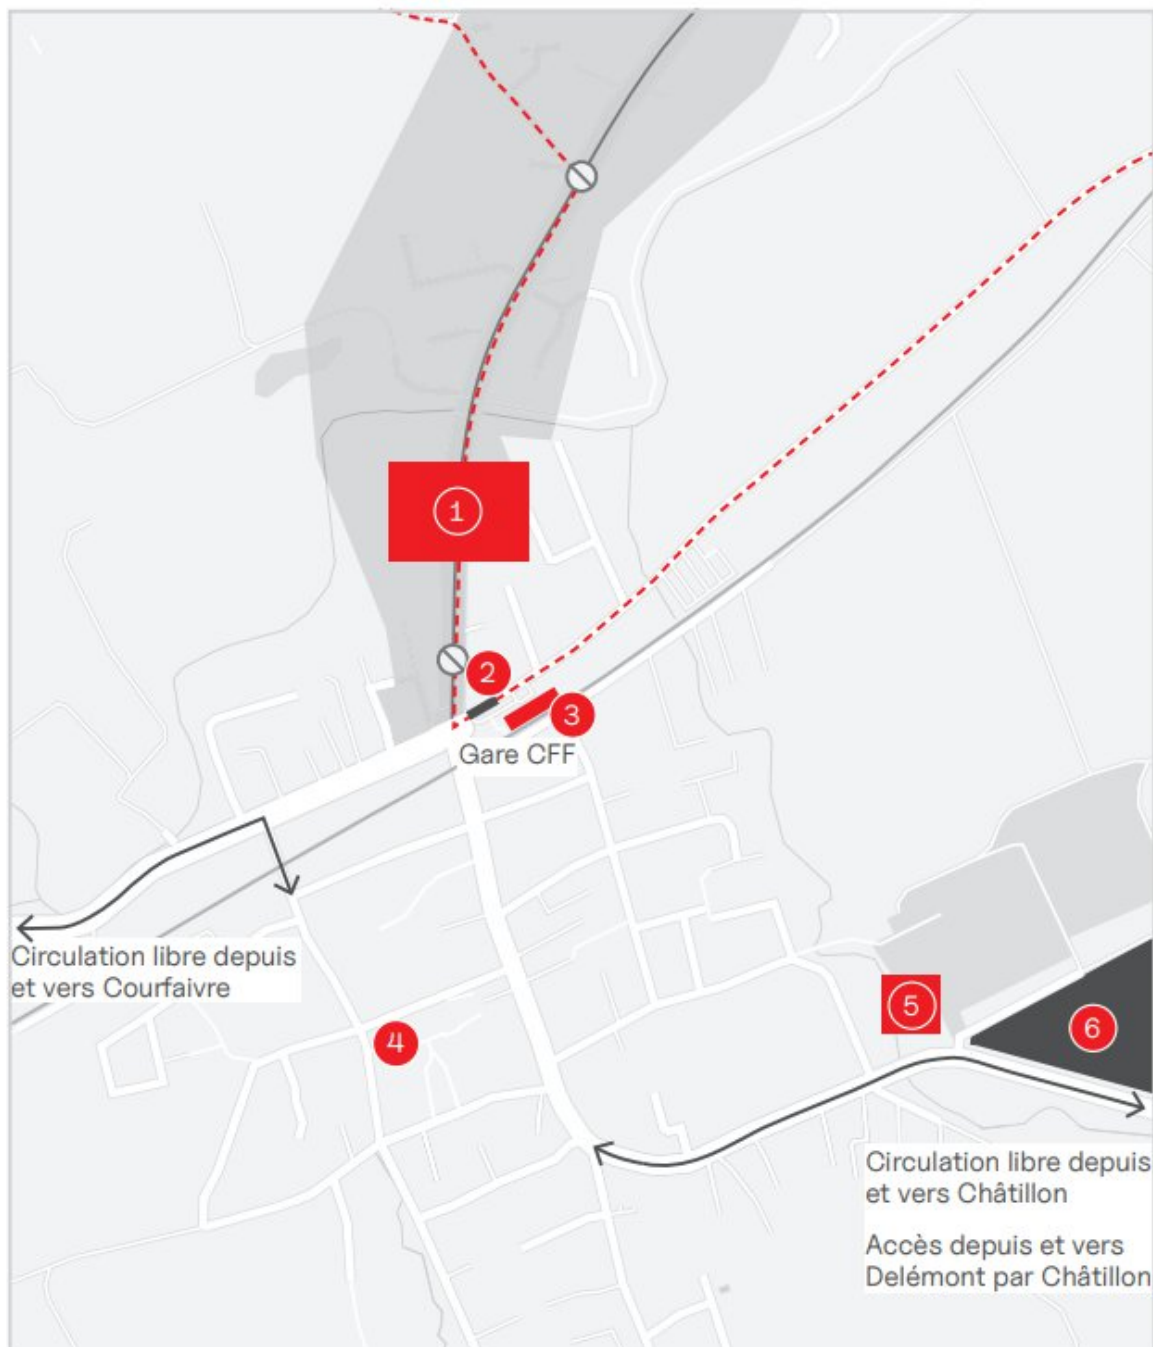 1
2
3
Gare CFF
Circulation libre depuis
et vers Courfaivre
4
5
6
Circulation libre depuis
et vers Châtillon
Accès depuis et vers
Delémont par Châtillon